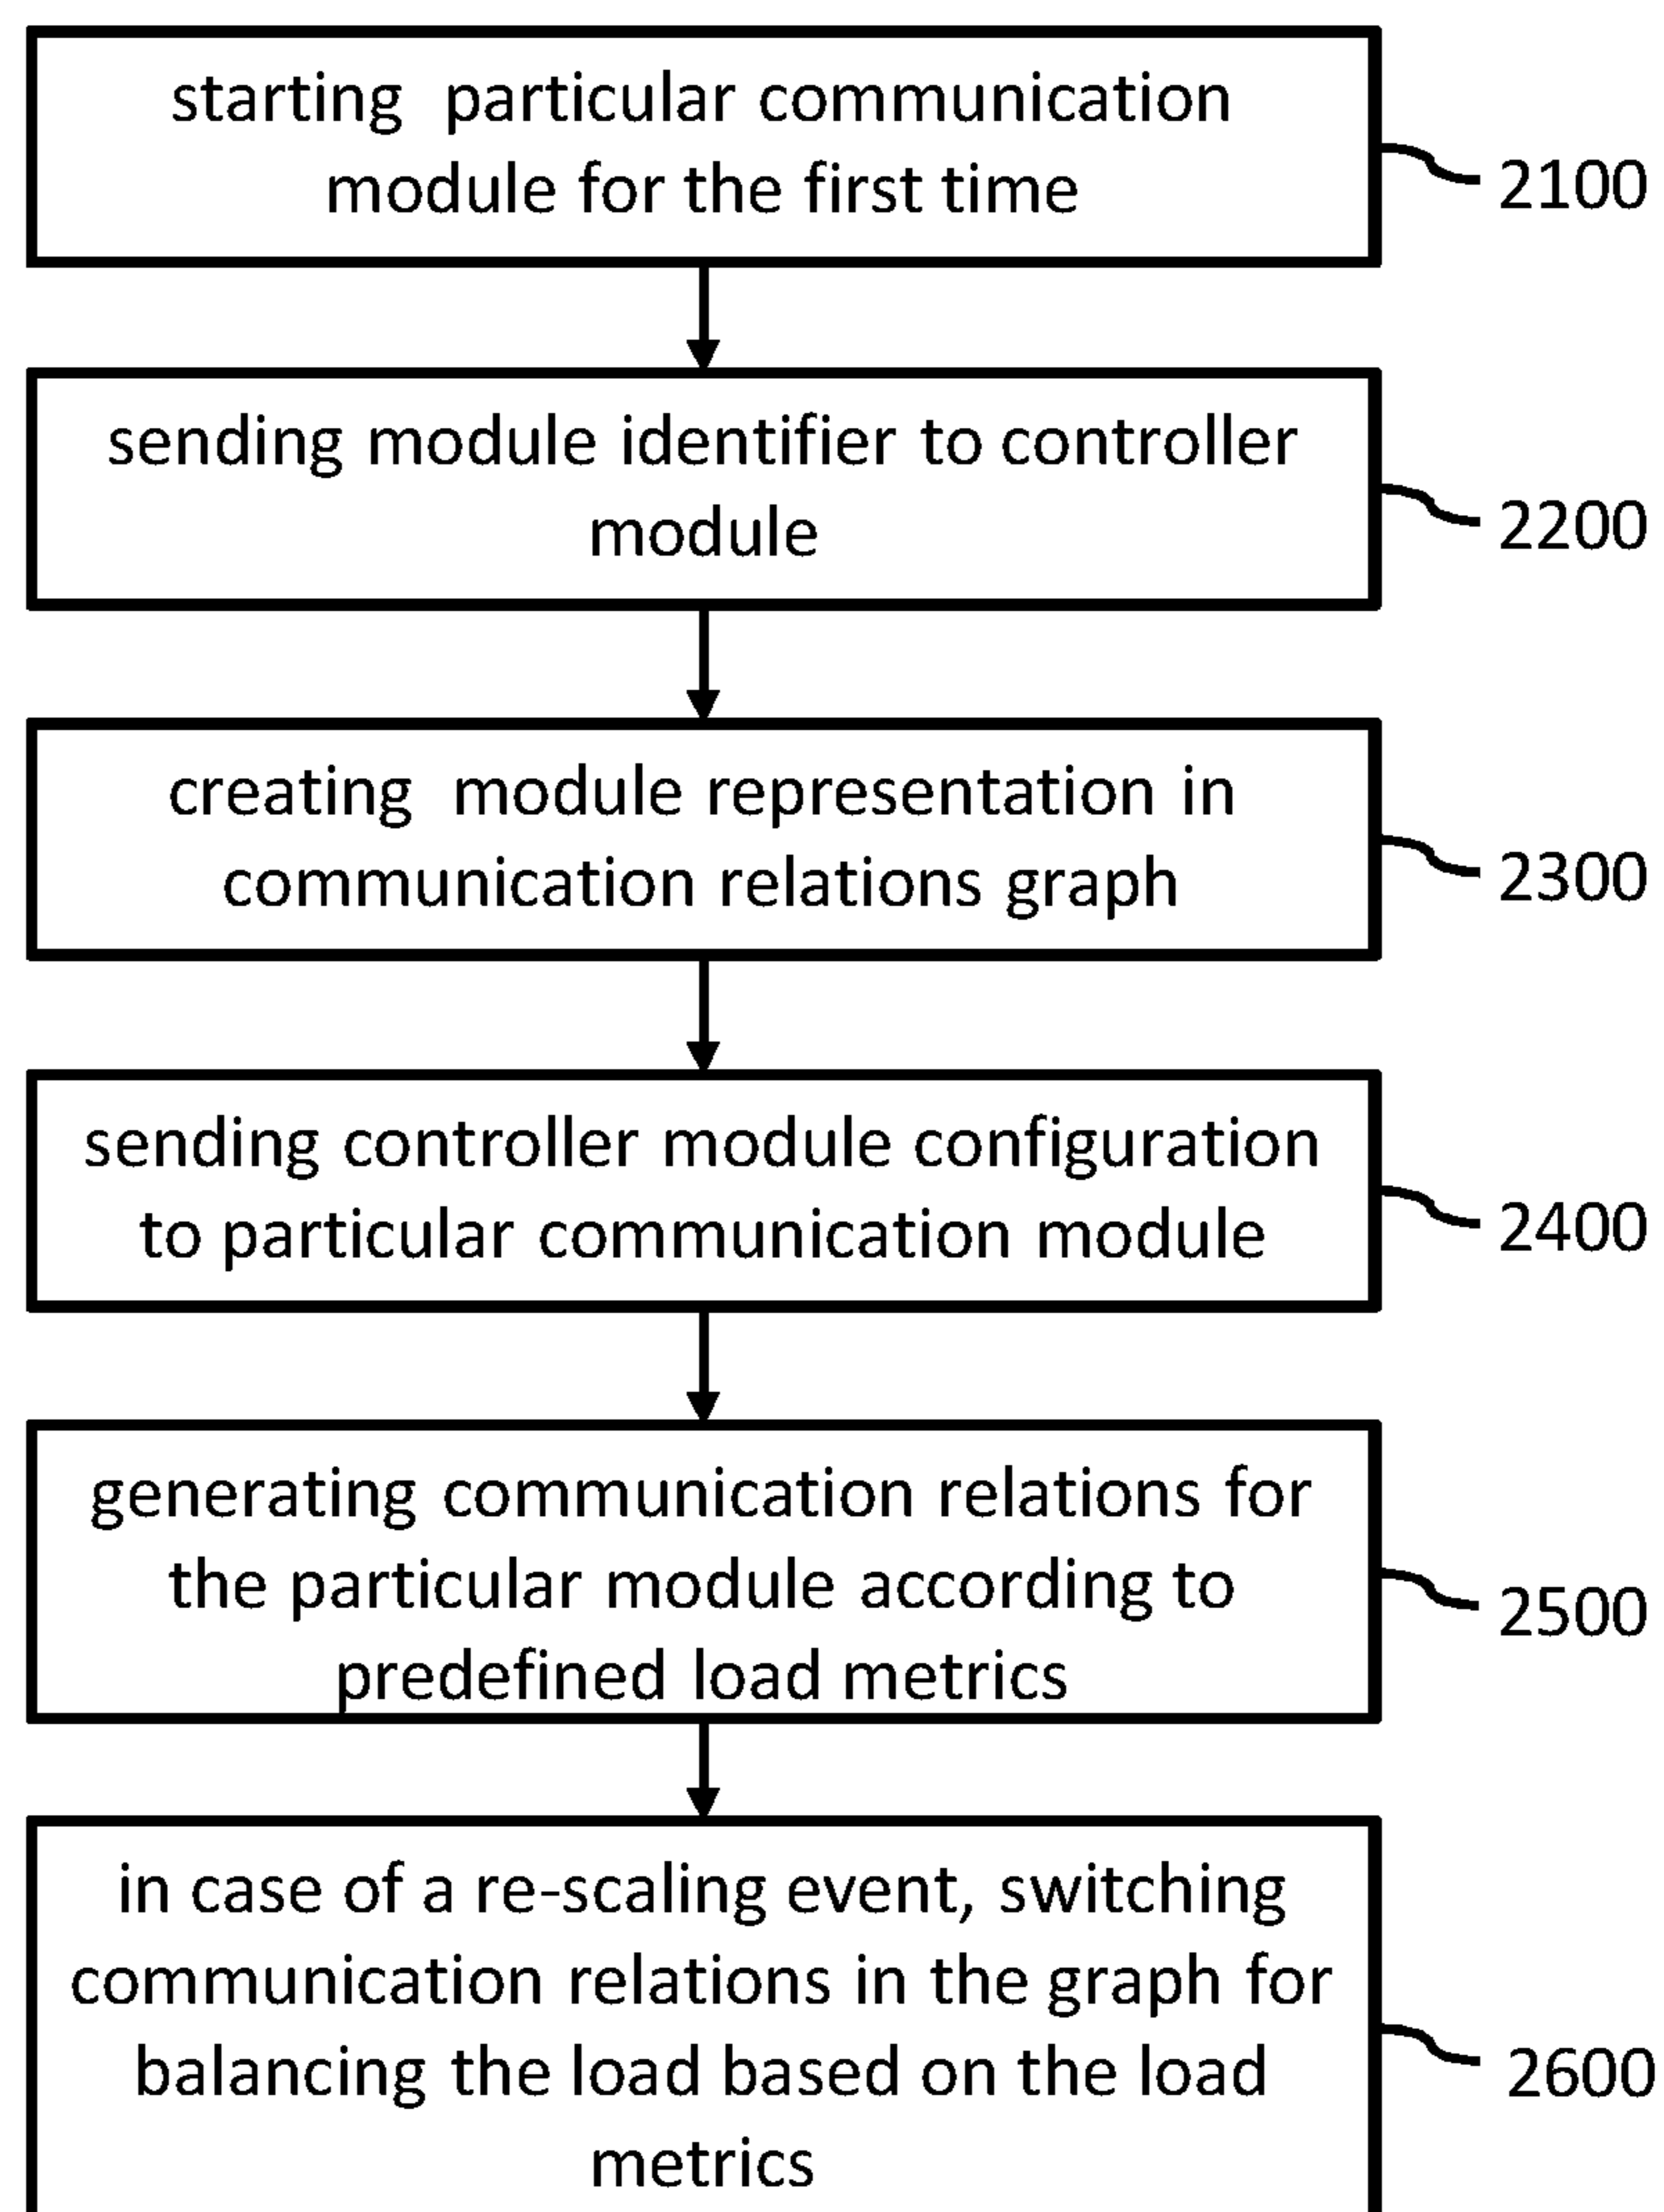 starting particular communication
module for the first time
2100
sending module identifier to controller
module
2200
creating module representation in
communication relations graph
2300
sending controller module configuration
to particular communication module
2400
generating communication relations for
the particular module according to
predefined load metrics
2500
in case of a re-scaling event, switching
communication relations in the graph for
balancing the load based on the load
metrics
2600